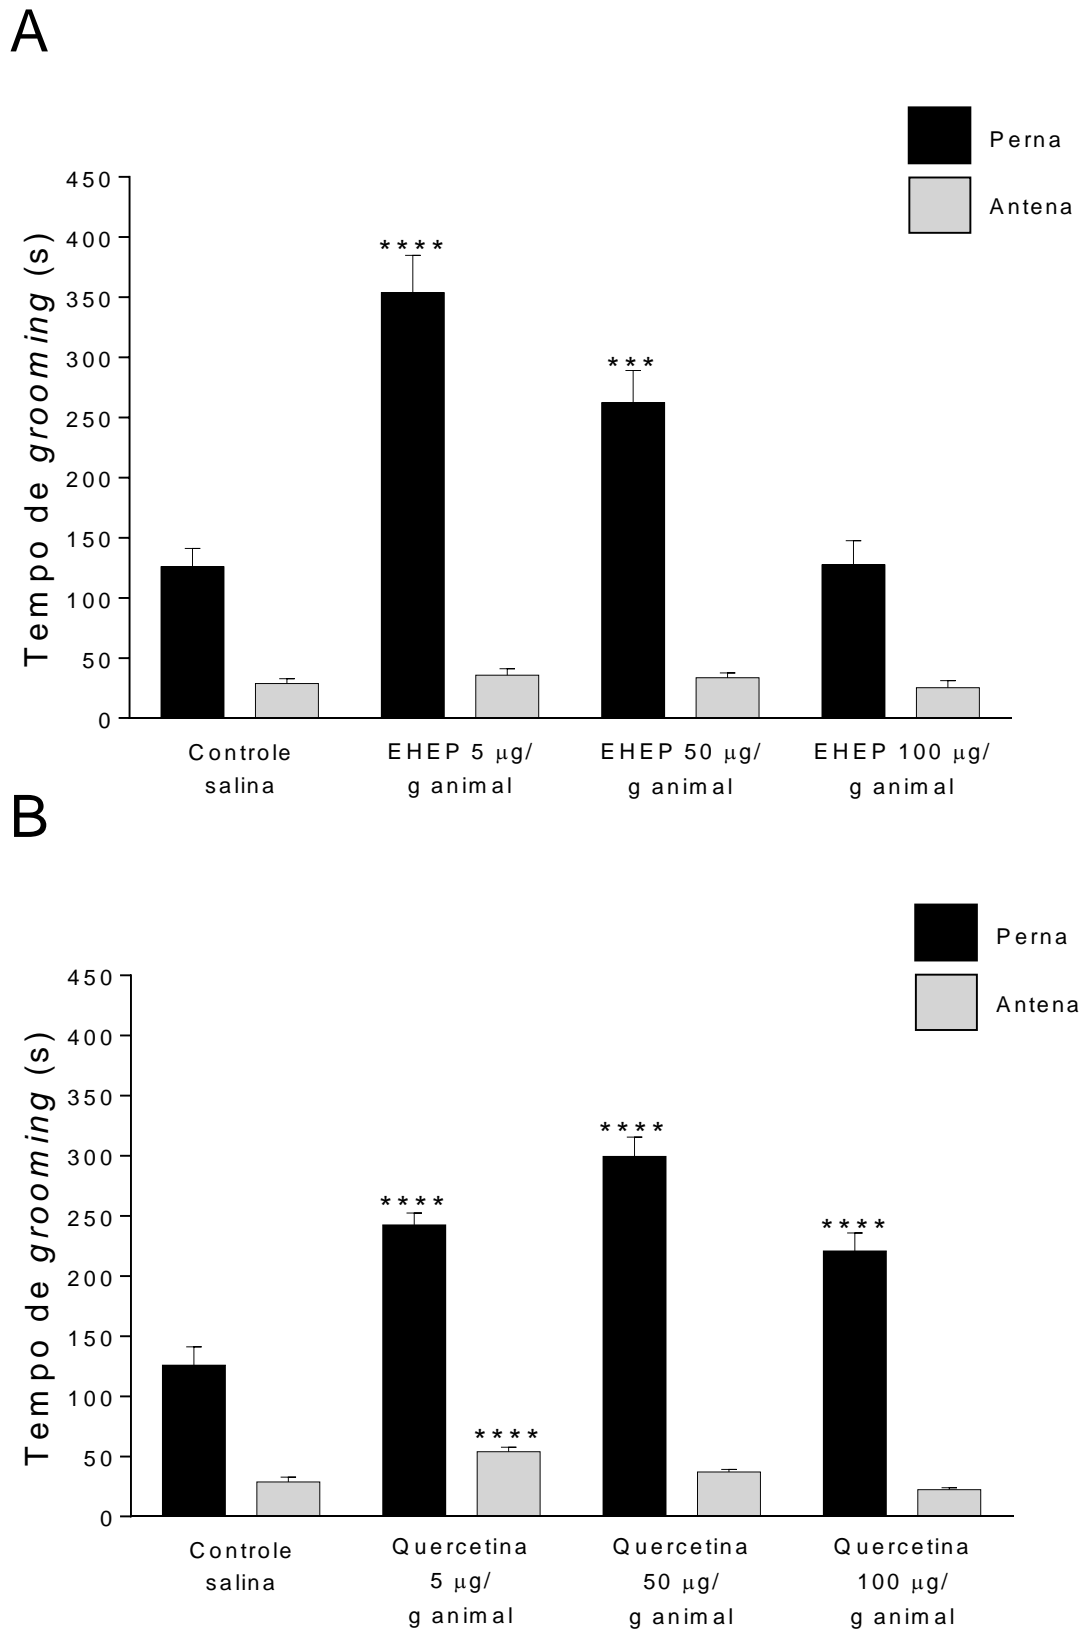 A
Perna
Antena
Tempo de grooming (s)
450
400
350
300
250
200
150
100
50
0
****
***
Controle
salina
EHEP 5 μg/
g animal
EHEP 50 μg/
g animal
EHEP 100 μg/
g animal
B
Perna
Antena
Tempo de grooming (s)
450
400
350
300
250
200
150
100
50
0
****
****
****
****
Controle
salina
Quercetina
5 μg/
g animal
Quercetina
50 μg/
g animal
Quercetina
100 μg/
g animal